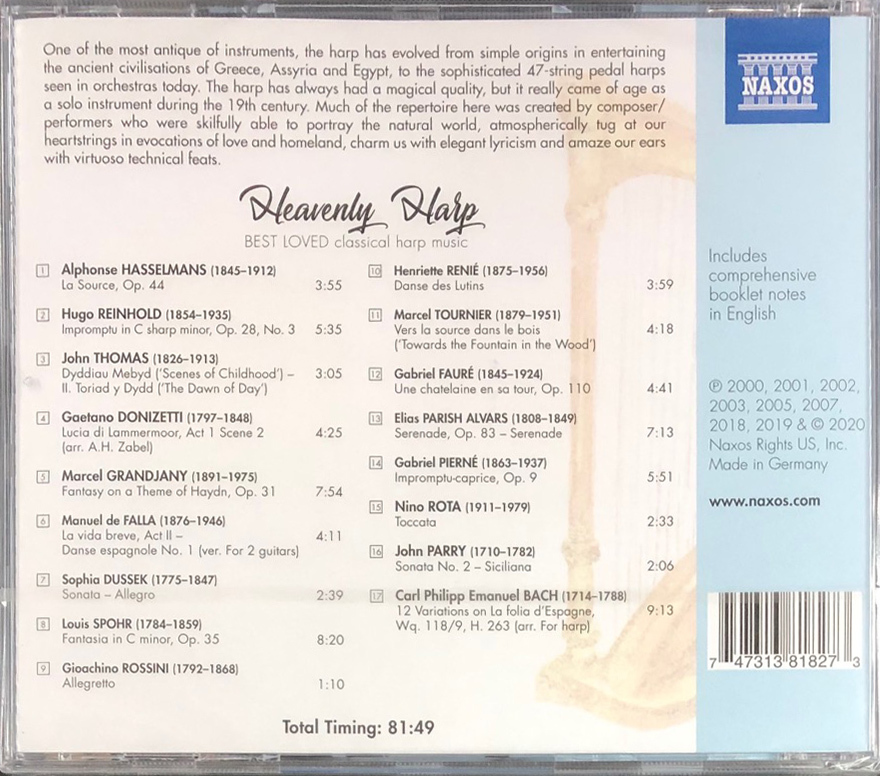 One of the most antique of instruments, the harp has evolved from simple origins in entertaining
the ancient civilisations of Greece, Assyria and Egypt, to the sophisticated 47-string pedal harps
seen in orchestras today. The harp has always had a magical quality, but it really came of age as
a solo instrument during the 19th century. Much of the repertoire here was created by composer/
performers who were skilfully able to portray the natural world, atmospherically tug at our
heartstrings in evocations of love and homeland, charm us with elegant lyricism and amaze our ears
with virtuoso technical feats.
Heavenly Harp
BEST LOVED classical harp music
1 Alphonse HASSELMANS (1845–1912)
La Source, Op. 44 3:55
2 Hugo REINHOLD (1854–1935)
Impromptu in C sharp minor, Op. 28, No. 3 5:35
3 John THOMAS (1826–1913)
Dyddiau Mebyd (‘Scenes of Childhood’) – 3:05
II. Toriad y Dydd (‘The Dawn of Day’)
4 Gaetano DONIZETTI (1797–1848)
Lucia di Lammermoor, Act 1 Scene 2 4:25
(arr. A.H. Zabel)
5 Marcel GRANDJANY (1891–1975)
Fantasy on a Theme of Haydn, Op. 31 7:54
6 Manuel de FALLA (1876–1946)
La vida breve, Act II – 4:11
Danse espagnole No. 1 (ver. For 2 guitars)
7 Sophia DUSSEK (1775–1847)
Sonata – Allegro 2:39
8 Louis SPOHR (1784–1859)
Fantasia in C minor, Op. 35 8:20
9 Gioachino ROSSINI (1792–1868)
Allegretto 1:10
10 Henriette RENIÉ (1875–1956)
Danse des Lutins 3:59
11 Marcel TOURNIER (1879–1951)
Vers la source dans le bois 4:18
(‘Towards the Fountain in the Wood’)
12 Gabriel FAURÉ (1845–1924)
Une chatelaine en sa tour, Op. 110 4:41
13 Elias PARISH ALVARS (1808–1849)
Serenade, Op. 83 – Serenade 7:13
14 Gabriel PIERNÉ (1863–1937)
Impromptu-caprice, Op. 9 5:51
15 Nino ROTA (1911–1979)
Toccata 2:33
16 John PARRY (1710–1782)
Sonata No. 2 – Siciliana 2:06
17 Carl Philipp Emanuel BACH (1714–1788)
12 Variations on La folia d’Espagne, 9:13
Wq. 118/9, H. 263 (arr. For harp)
Total Timing: 81:49
NAXOS
Includes
comprehensive
booklet notes
in English
℗ 2000, 2001, 2002,
2003, 2005, 2007,
2018, 2019 & © 2020
Naxos Rights US, Inc.
Made in Germany
www.naxos.com
7 47313 81827 3